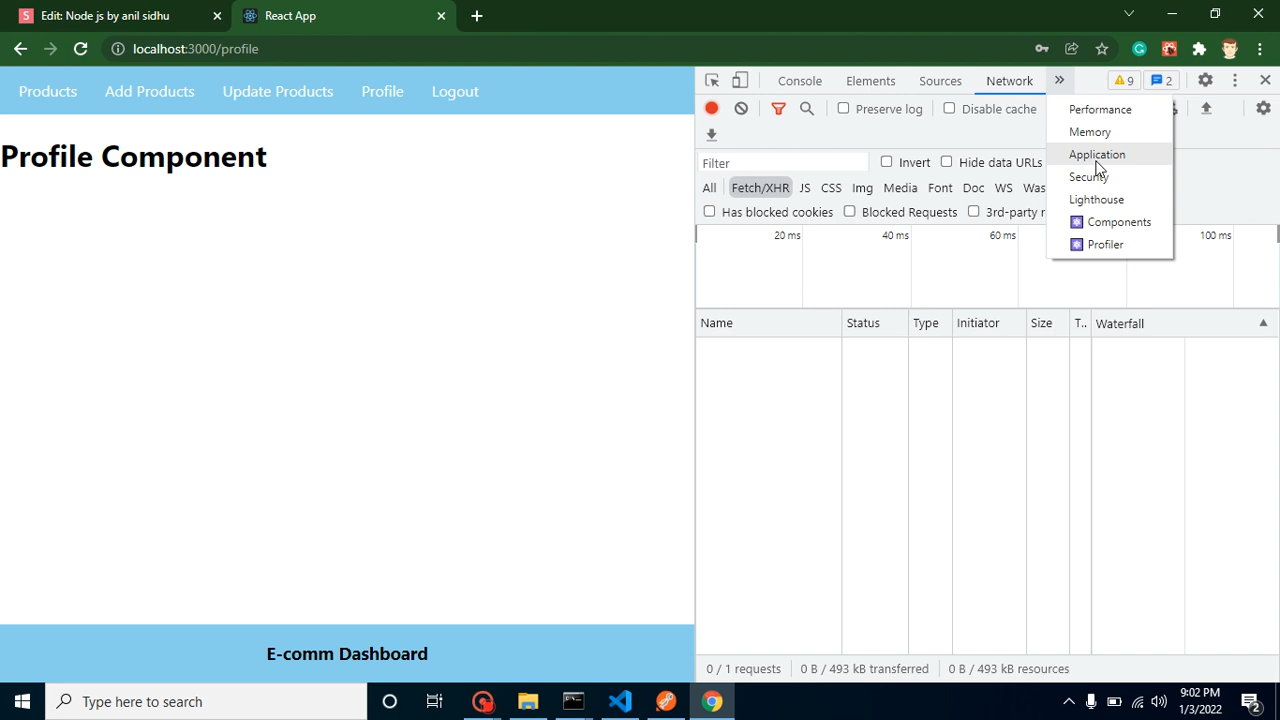 Edit: Node js by anil sidhu
React App
localhost:3000/profile
Products Add Products Update Products Profile Logout
Profile Component
E-comm Dashboard
Console Elements Sources Network » 9 2
Preserve log Disable cache
Filter Invert Hide data URLs
All Fetch/XHR JS CSS Img Media Font Doc WS Was
Has blocked cookies Blocked Requests 3rd-party r
Performance
Memory
Application
Security
Lighthouse
Components
Profiler
20 ms 40 ms 60 ms 100 ms
Name Status Type Initiator Size T.. Waterfall
0 / 1 requests 0 B / 493 kB transferred 0 B / 493 kB resources
Type here to search
9:02 PM
1/3/2022
2